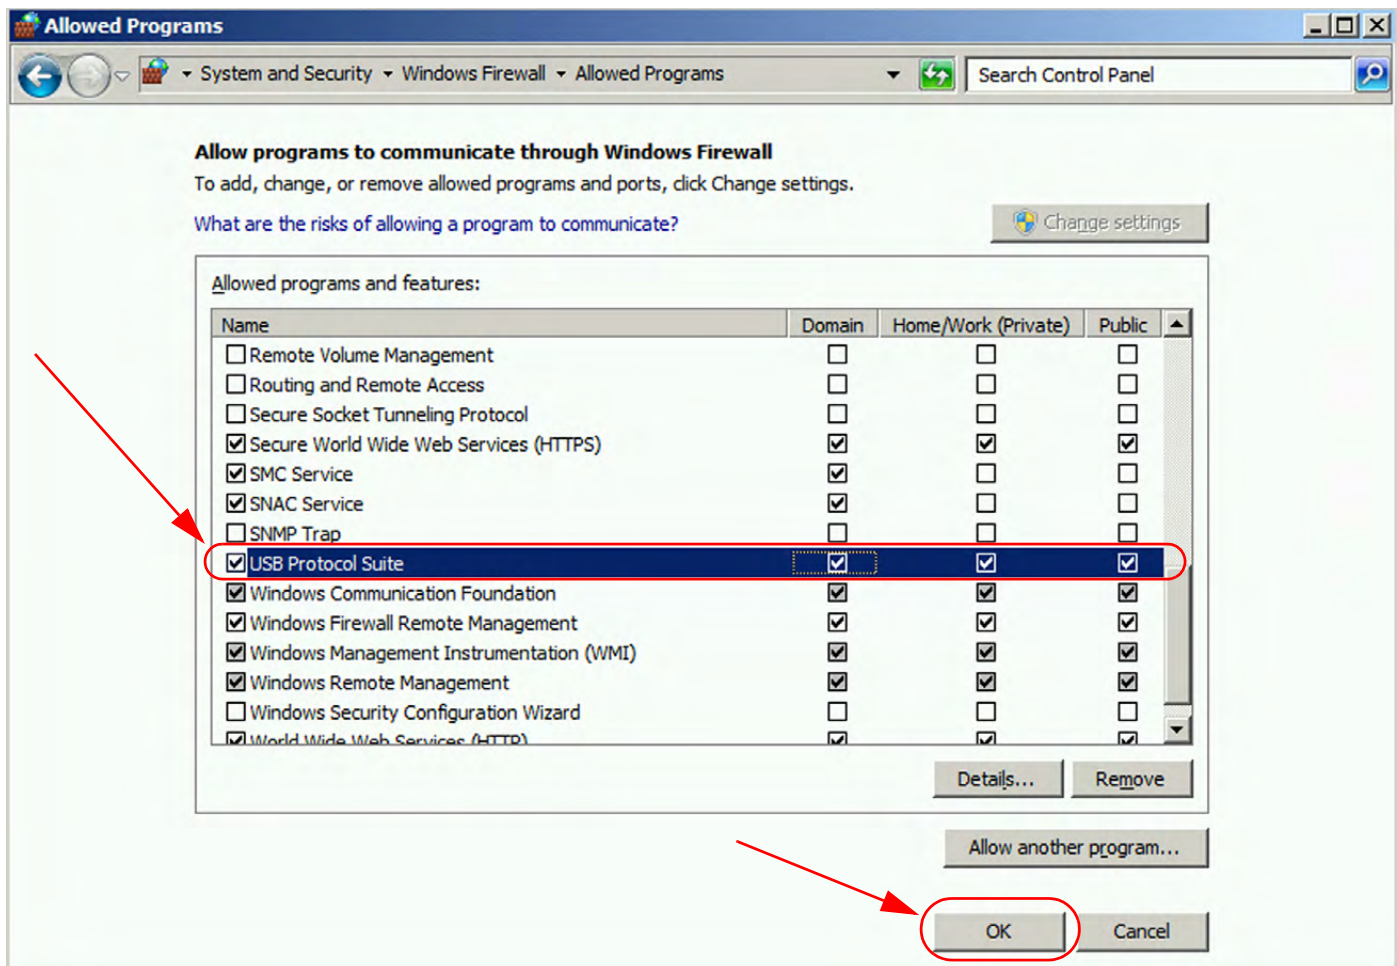 Allowed Programs
System and Security Windows Firewall Allowed Programs Search Control Panel
Allow programs to communicate through Windows Firewall
To add, change, or remove allowed programs and ports, click Change settings.
What are the risks of allowing a program to communicate? Change settings
Allowed programs and features:
Name Domain Home/Work (Private) Public
Remote Volume Management
Routing and Remote Access
Secure Socket Tunneling Protocol
Secure World Wide Web Services (HTTPS)
SMC Service
SNAC Service
SNMP Trap
USB Protocol Suite
Windows Communication Foundation
Windows Firewall Remote Management
Windows Management Instrumentation (WMI)
Windows Remote Management
Windows Security Configuration Wizard
World Wide Web Services (HTTP)
Details... Remove
Allow another program...
OK Cancel